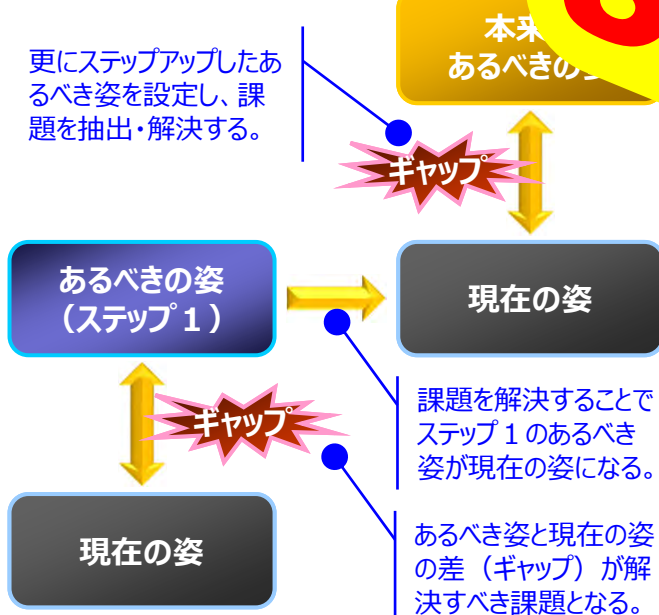 更にステップアップしたあ
るべき姿を設定し、課
題を抽出・解決する。
本来
あるべきの
ギャップ
あるべきの姿
（ステップ１）
現在の姿
ギャップ
課題を解決することで
ステップ１のあるべき
姿が現在の姿になる。
現在の姿
あるべき姿と現在の姿
の差（ギャップ）が解
決すべき課題となる。